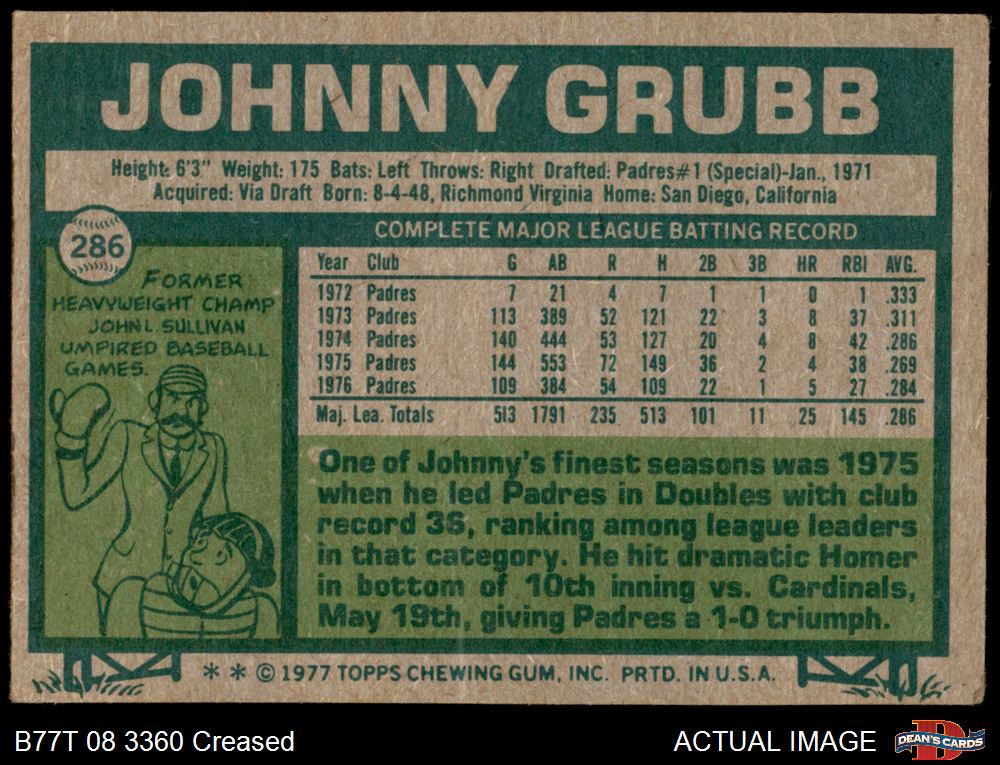 JOHNNY GRUBB
Height: 6'3" Weight: 175 Bats: Left Throws: Right Drafted: Padres#1 (Special)-Jan., 1971
Acquired: Via Draft Born: 8-4-48, Richmond Virginia Home: San Diego, California
286
FORMER
HEAVYWEIGHT CHAMP
JOHN L. SULLIVAN
UMPIRED BASEBALL
GAMES.
COMPLETE MAJOR LEAGUE BATTING RECORD
Year Club G AB R H 2B 3B HR RBI AVG.
1972 Padres 7 21 4 7 1 1 0 1 .333
1973 Padres 113 389 52 121 22 3 8 37 .311
1974 Padres 140 444 53 127 20 4 8 42 .286
1975 Padres 144 553 72 149 36 2 4 38 .269
1976 Padres 109 384 54 109 22 1 5 27 .284
Maj. Lea. Totals 513 1791 235 513 101 11 25 145 .286
One of Johnny's finest seasons was 1975
when he led Padres in Doubles with club
record 36, ranking among league leaders
in that category. He hit dramatic Homer
in bottom of 10th inning vs. Cardinals,
May 19th, giving Padres a 1-0 triumph.
* * © 1977 TOPPS CHEWING GUM, INC. PRTD. IN U.S.A.
B77T 08 3360 Creased
ACTUAL IMAGE
D
DEAN'S CARDS